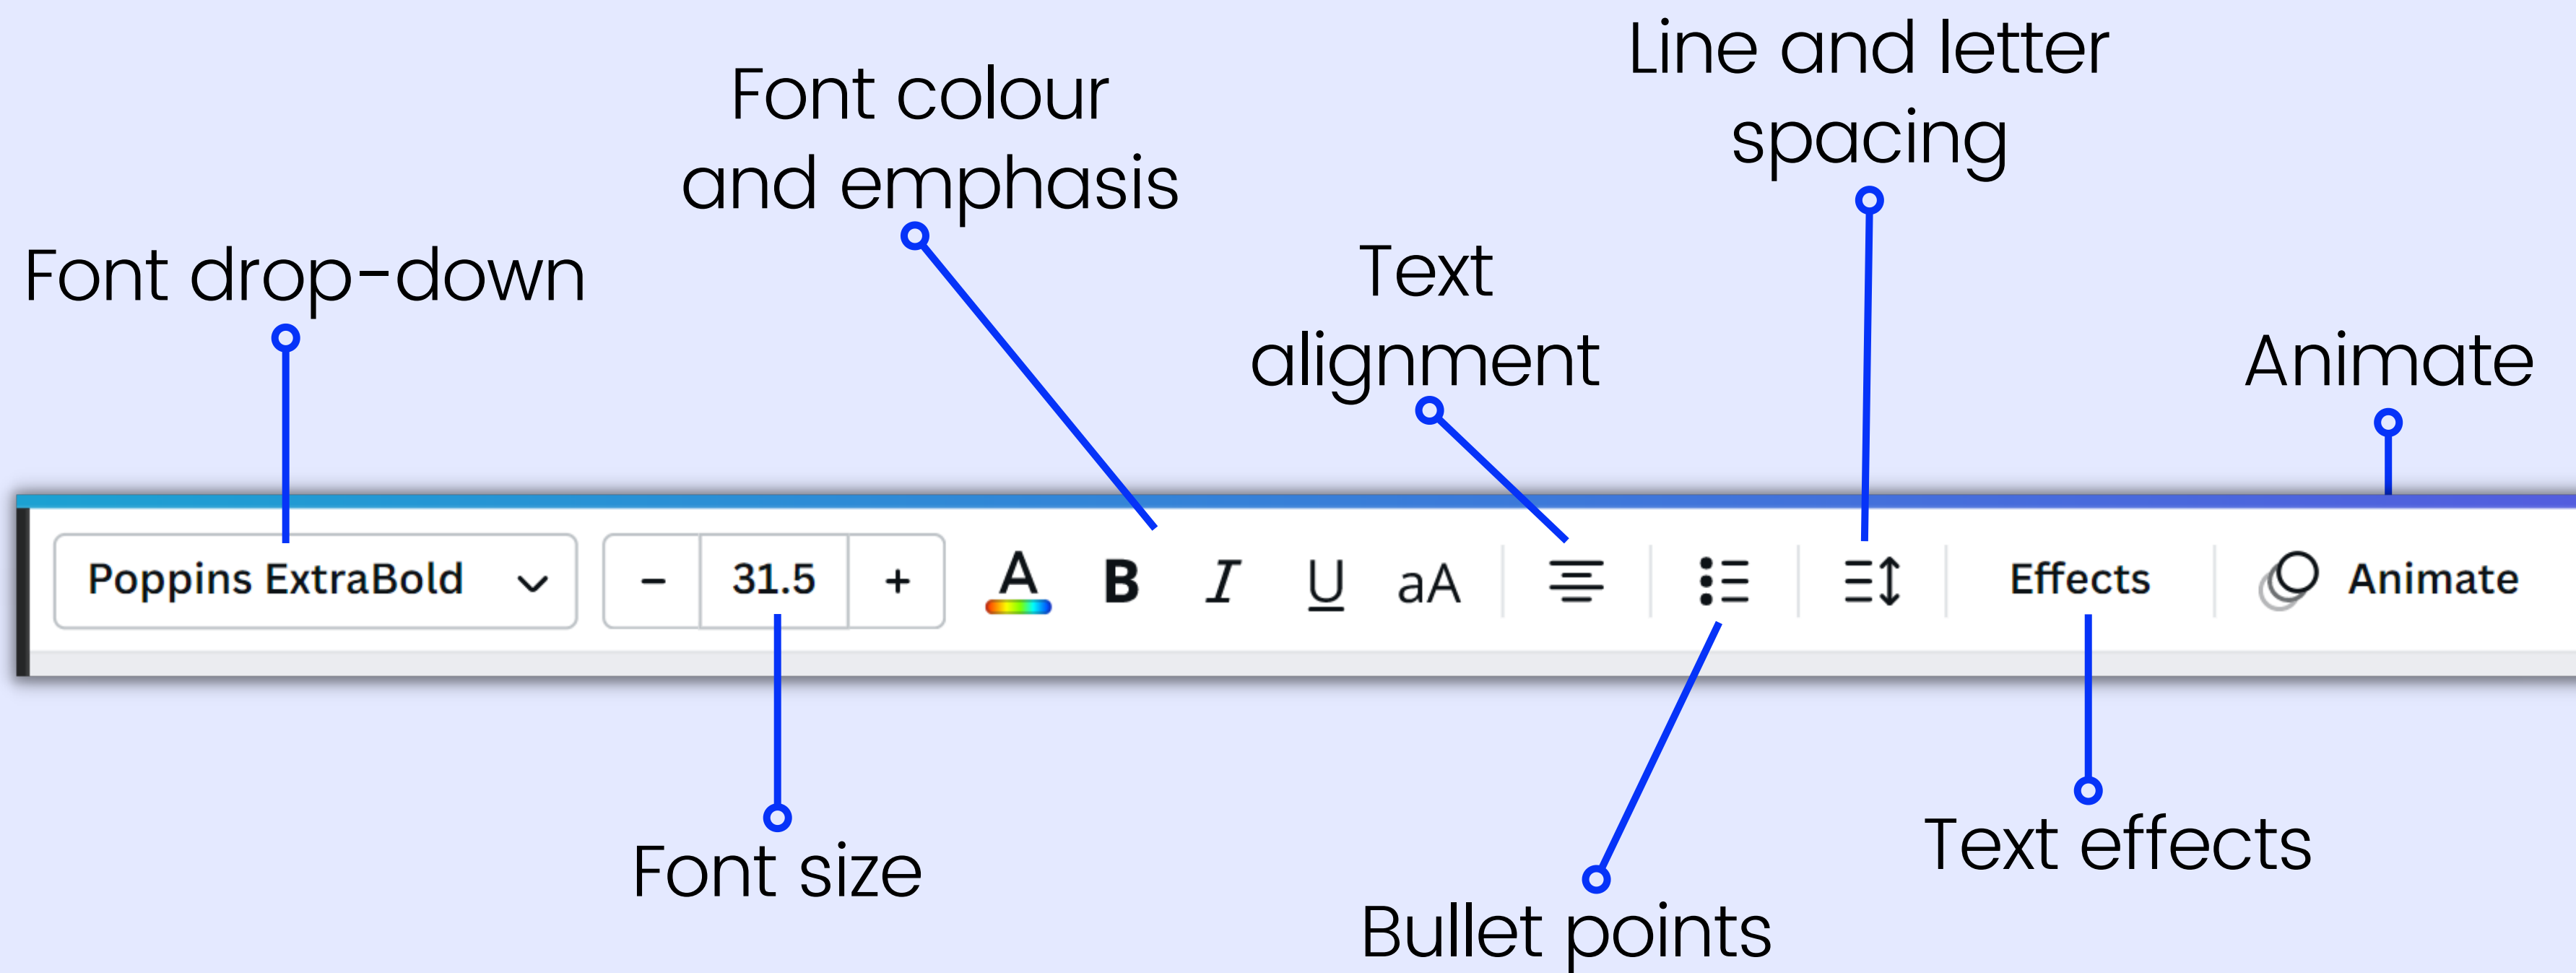 Line and letter
spacing
Font colour
and emphasis
Text
alignment
Font drop-down
Animate
Poppins ExtraBold
–
31.5
+
A
B
I
U
aA
Effects
Animate
Font size
Text effects
Bullet points